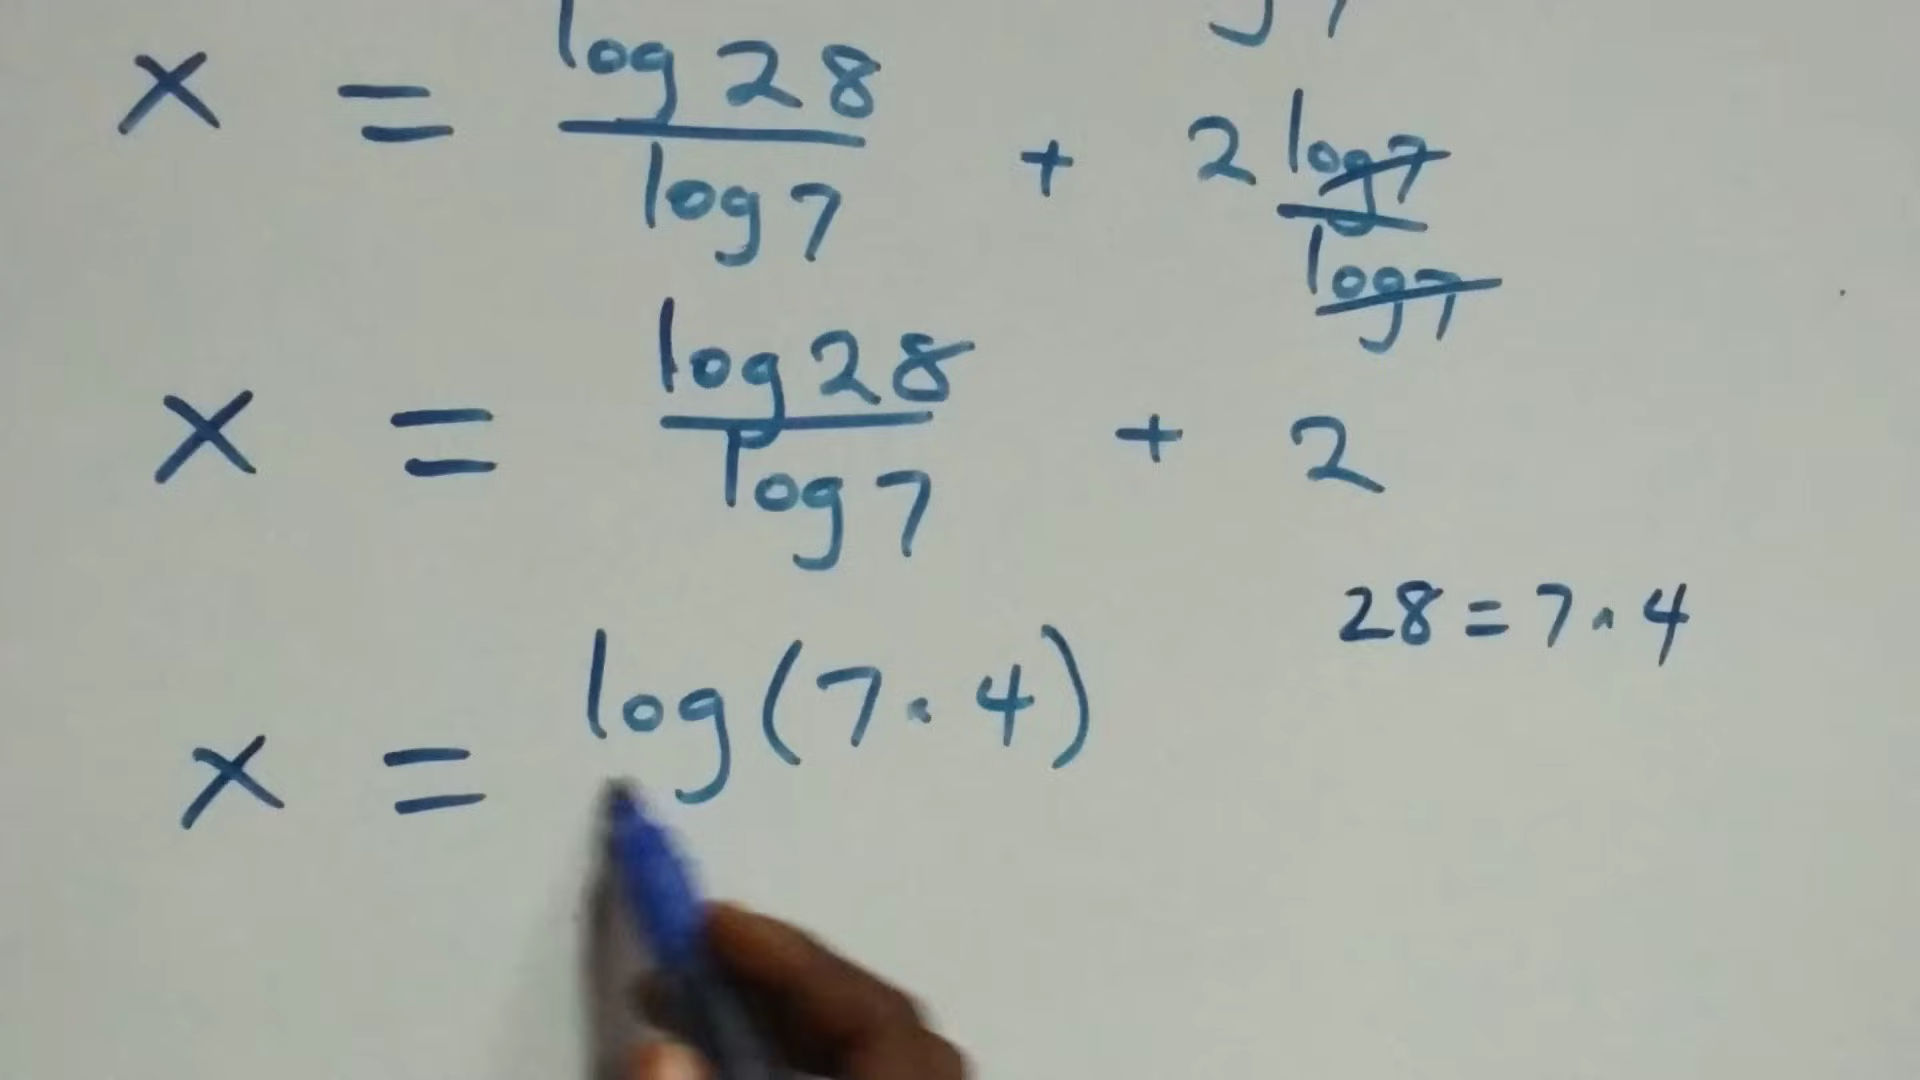 x = log 28 / log 7 + 2 log 7 / log 7
x = log 28 / log 7 + 2
28 = 7 . 4
x = log (7 . 4)